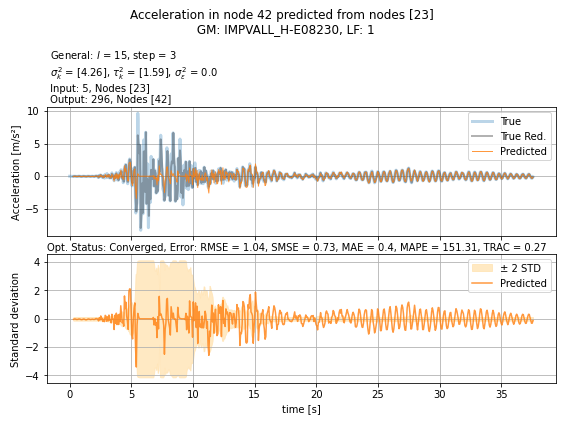 Acceleration in node 42 predicted from nodes [23]
GM: IMPVALL_H-E08230, LF: 1
General: l = 15, step = 3
σ²ₖ = [4.26], τ²ₖ = [1.59], σ²ε = 0.0
Input: 5, Nodes [23]
Output: 296, Nodes [42]
10
5
0
−5
Acceleration [m/s²]
True
True Red.
Predicted
Opt. Status: Converged, Error: RMSE = 1.04, SMSE = 0.73, MAE = 0.4, MAPE = 151.31, TRAC = 0.27
4
2
0
−2
−4
Standard deviation
± 2 STD
Predicted
0 5 10 15 20 25 30 35
time [s]